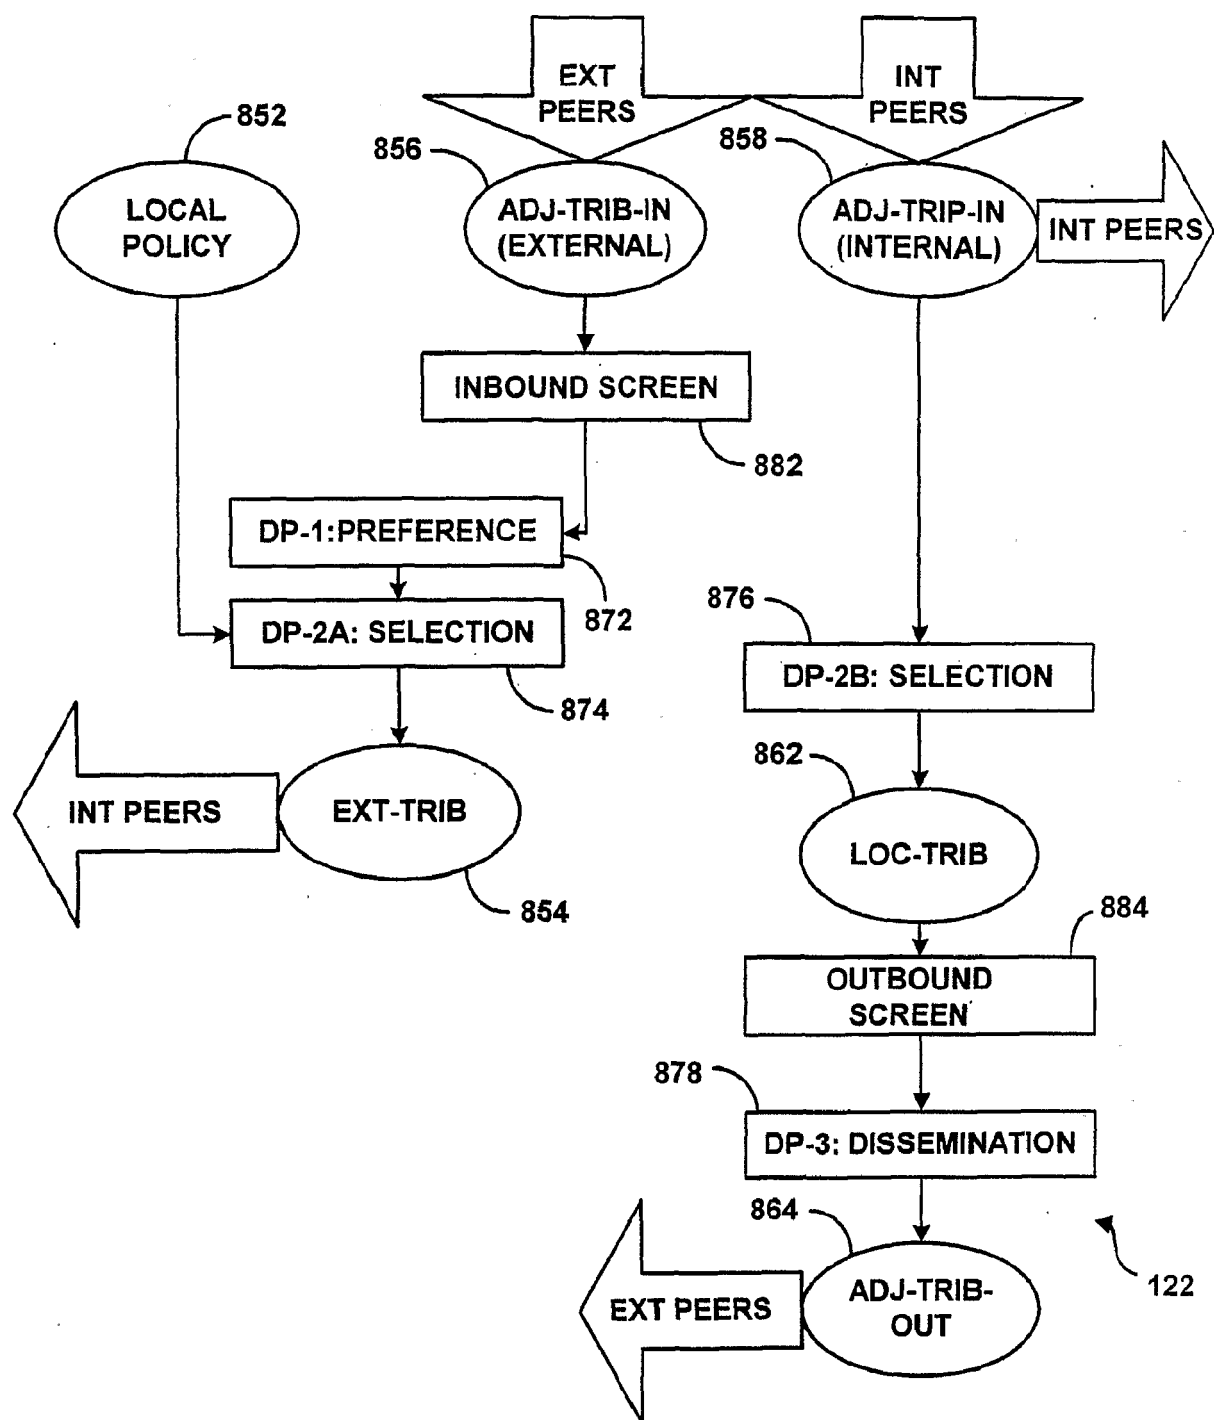 EXT
PEERS
INT
PEERS
852
856
858
LOCAL
POLICY
ADJ-TRIB-IN
(EXTERNAL)
ADJ-TRIP-IN
(INTERNAL)
INT PEERS
INBOUND SCREEN
882
DP-1:PREFERENCE
872
876
DP-2A: SELECTION
874
DP-2B: SELECTION
862
INT PEERS
EXT-TRIB
854
LOC-TRIB
884
OUTBOUND
SCREEN
878
DP-3: DISSEMINATION
864
122
EXT PEERS
ADJ-TRIB-
OUT